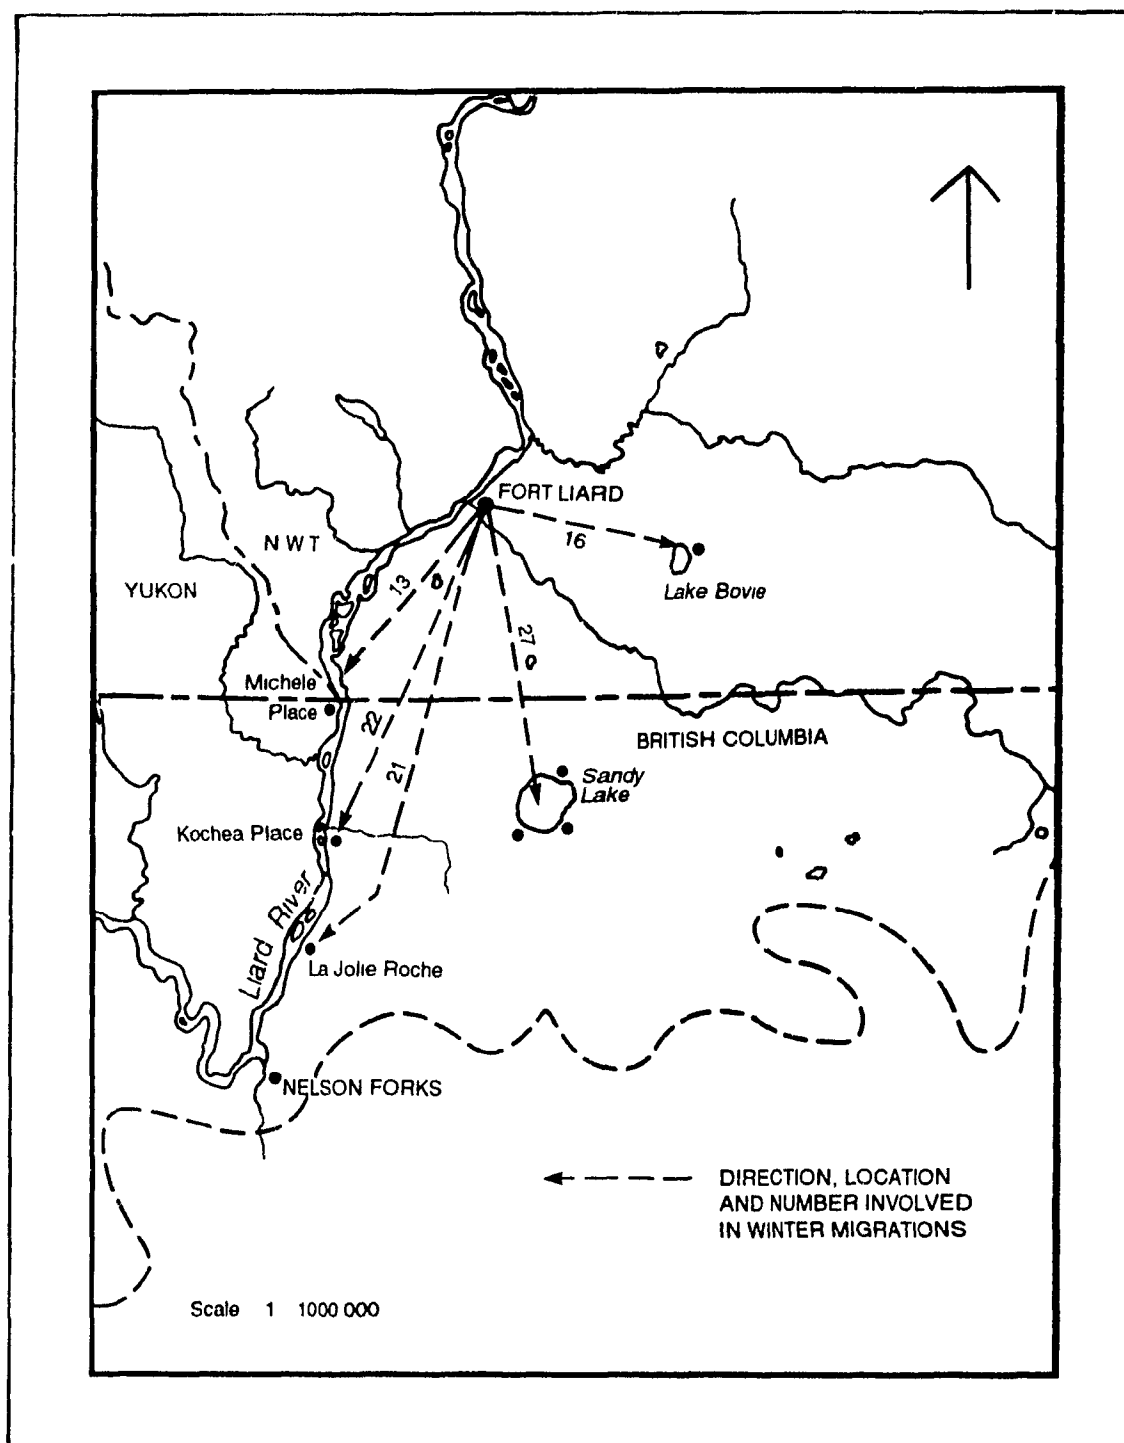 FORT LIARD
16
Lake Bovie
N W T
13
YUKON
27
Michele
Place
22
BRITISH COLUMBIA
21
Sandy
Lake
Kochea Place
Liard River
La Jolie Roche
NELSON FORKS
DIRECTION, LOCATION
AND NUMBER INVOLVED
IN WINTER MIGRATIONS
Scale 1 1000 000